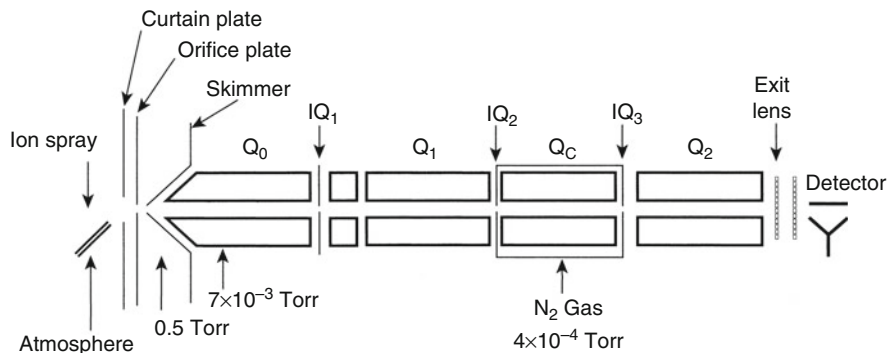 Curtain plate
Orifice plate
Skimmer
Ion spray
Q₀
IQ₁
Q₁
IQ₂
Q_C
IQ₃
Q₂
Exit
lens
Detector
7×10⁻³ Torr
0.5 Torr
Atmosphere
N₂ Gas
4×10⁻⁴ Torr